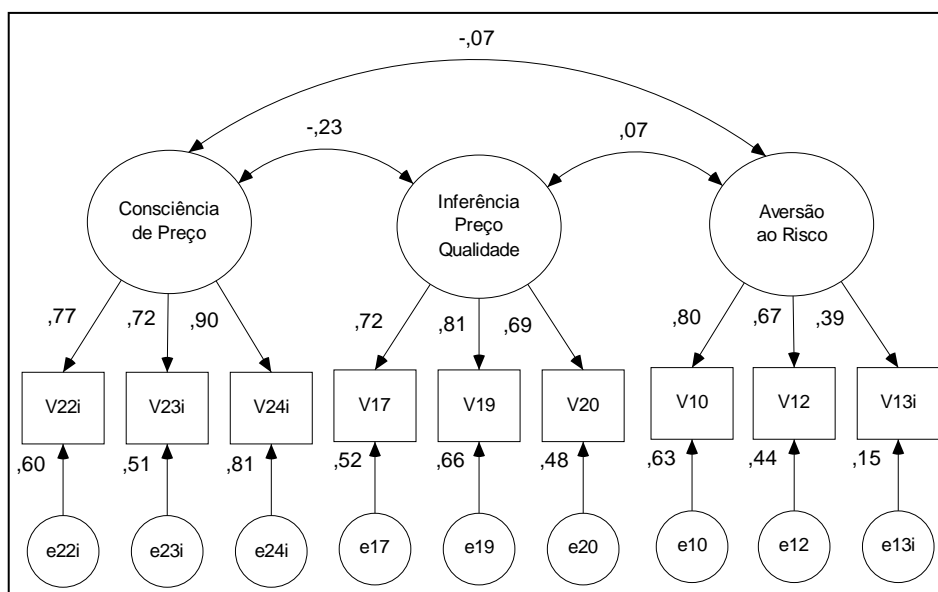 -,07
-,23
,07
Consciência
de Preço
Inferência
Preço
Qualidade
Aversão
ao Risco
,77
,72
,90
,72
,81
,69
,80
,67
,39
V22i
V23i
V24i
V17
V19
V20
V10
V12
V13i
,60
,51
,81
,52
,66
,48
,63
,44
,15
e22i
e23i
e24i
e17
e19
e20
e10
e12
e13i